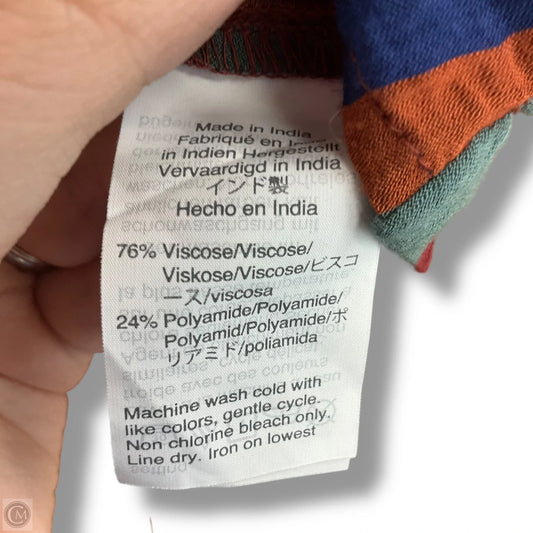 Made in India
Fabriqué en
in Indien Hergestellt
Vervaardigd in India
インド製
Hecho en India
76% Viscose/Viscose/
Viskose/Viscose/ビスコ
ース/viscosa
24% Polyamide/Polyamide/
Polyamid/Polyamide/ポ
リアミド/poliamida
Machine wash cold with
like colors, gentle cycle.
Non chlorine bleach only.
Line dry. Iron on lowest
CM